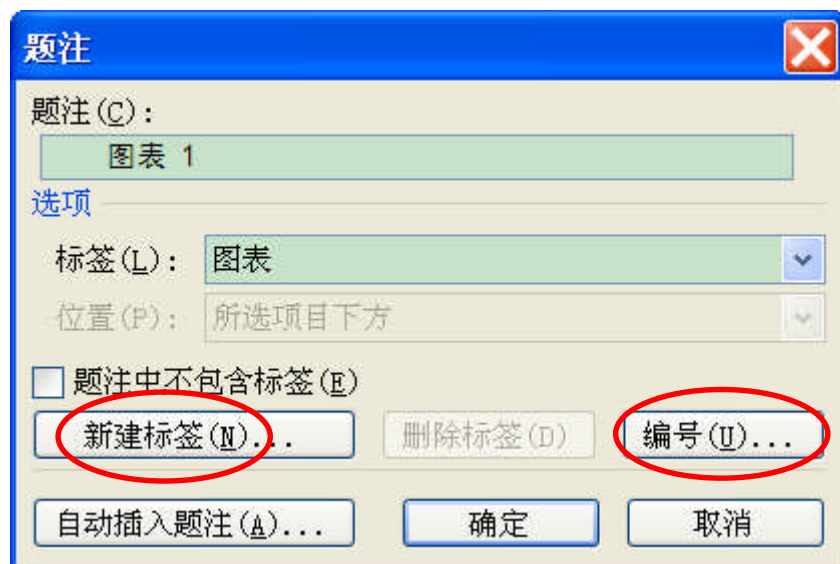 题注
题注(C):
图表 1
选项
标签(L): 图表
位置(P): 所选项目下方
题注中不包含标签(E)
新建标签(N)... 删除标签(D) 编号(U)...
自动插入题注(A)... 确定 取消